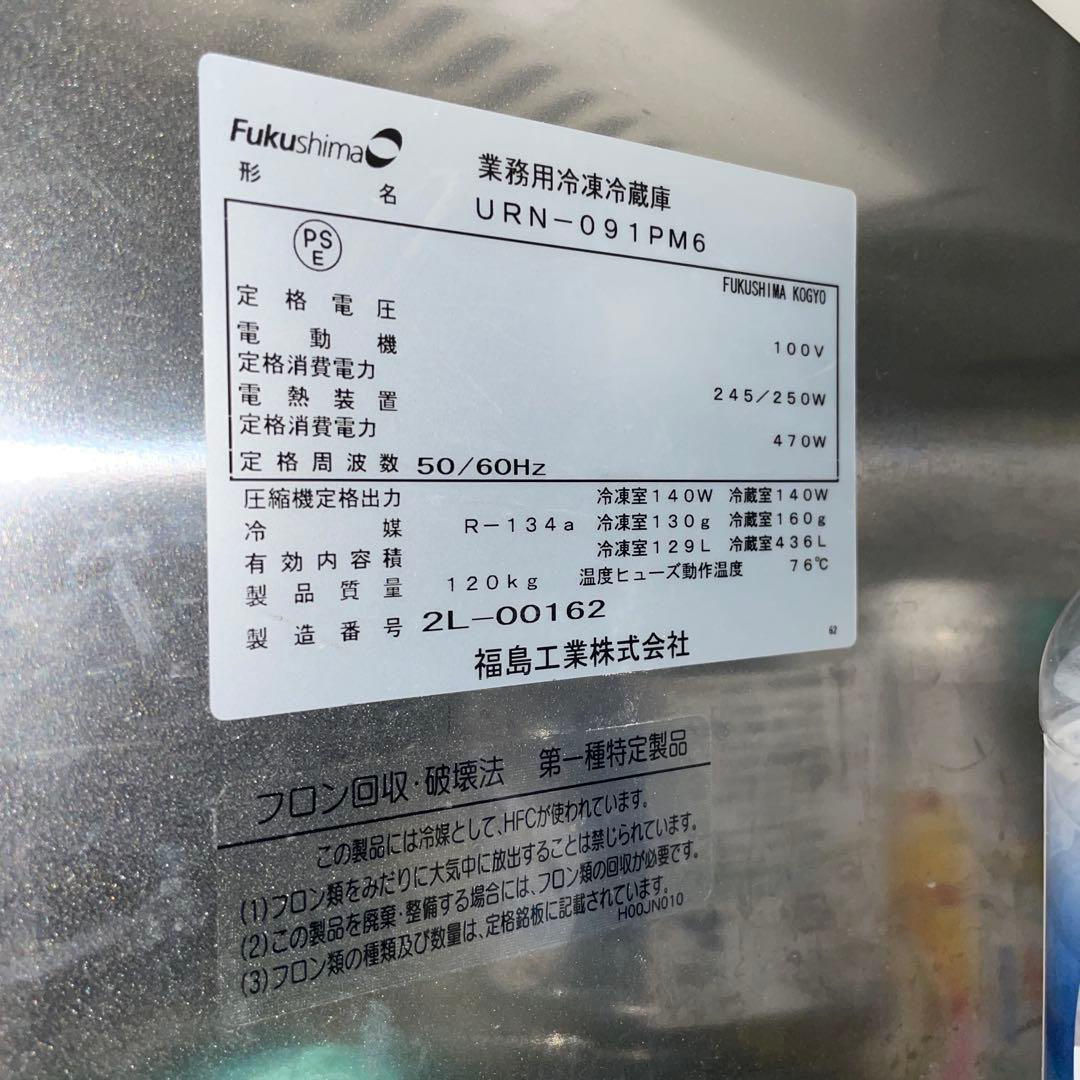 Fukushima
業務用冷凍冷蔵庫
形名 URN-091PM6
PS
E
FUKUSHIMA KOGYO
定格電圧 100V
電動機
定格消費電力 245/250W
電熱装置
定格消費電力 470W
定格周波数 50/60Hz
圧縮機定格出力 冷凍室140W 冷蔵室140W
冷媒 R-134a 冷凍室130g 冷蔵室160g
有効内容積 冷凍室129L 冷蔵室436L
製品質量 120kg 温度ヒューズ動作温度 76℃
製造番号 2L-00162
福島工業株式会社
62
フロン回収・破壊法 第一種特定製品
この製品には冷媒として、HFCが使われています。
(1)フロン類をみだりに大気中に放出することは禁じられています。
(2)この製品を廃棄・整備する場合には、フロン類の回収が必要です。
(3)フロン類の種類及び数量は、定格銘板に記載されています。
H00JN010